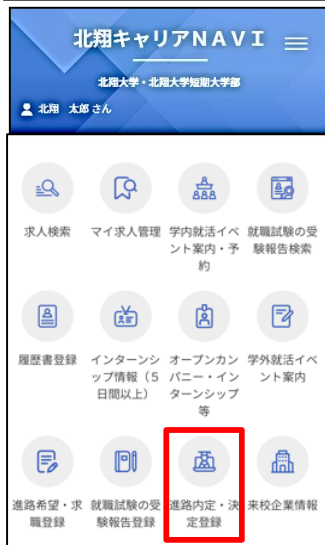 北翔キャリアNAVI
北翔大学・北翔大学短期大学部
北翔 太郎 さん
求人検索
マイ求人管理
学内就活イベ
ント案内・予
約
就職試験の受
験報告検索
履歴書登録
インターンシ
ップ情報（5
日間以上）
オープンカン
パニー・イン
ターンシップ
等
学外就活イベ
ント案内
進路希望・求
職登録
就職試験の受
験報告登録
進路内定・決
定登録
来校企業情報